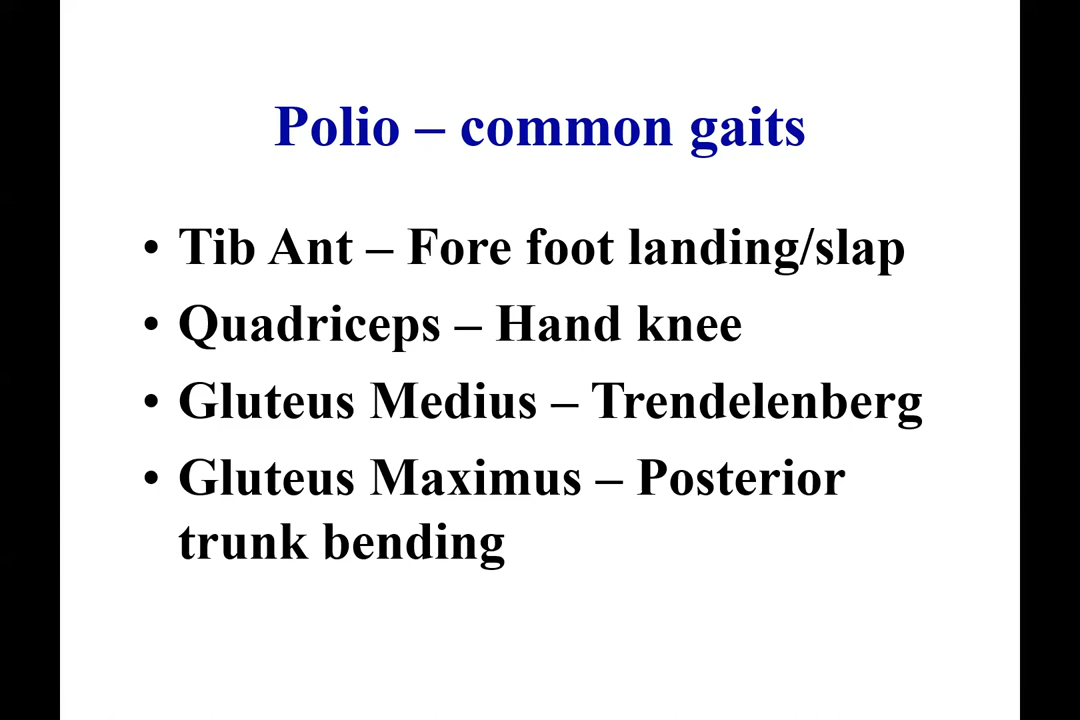 Polio – common gaits
• Tib Ant – Fore foot landing/slap
• Quadriceps – Hand knee
• Gluteus Medius – Trendelenberg
• Gluteus Maximus – Posterior
trunk bending